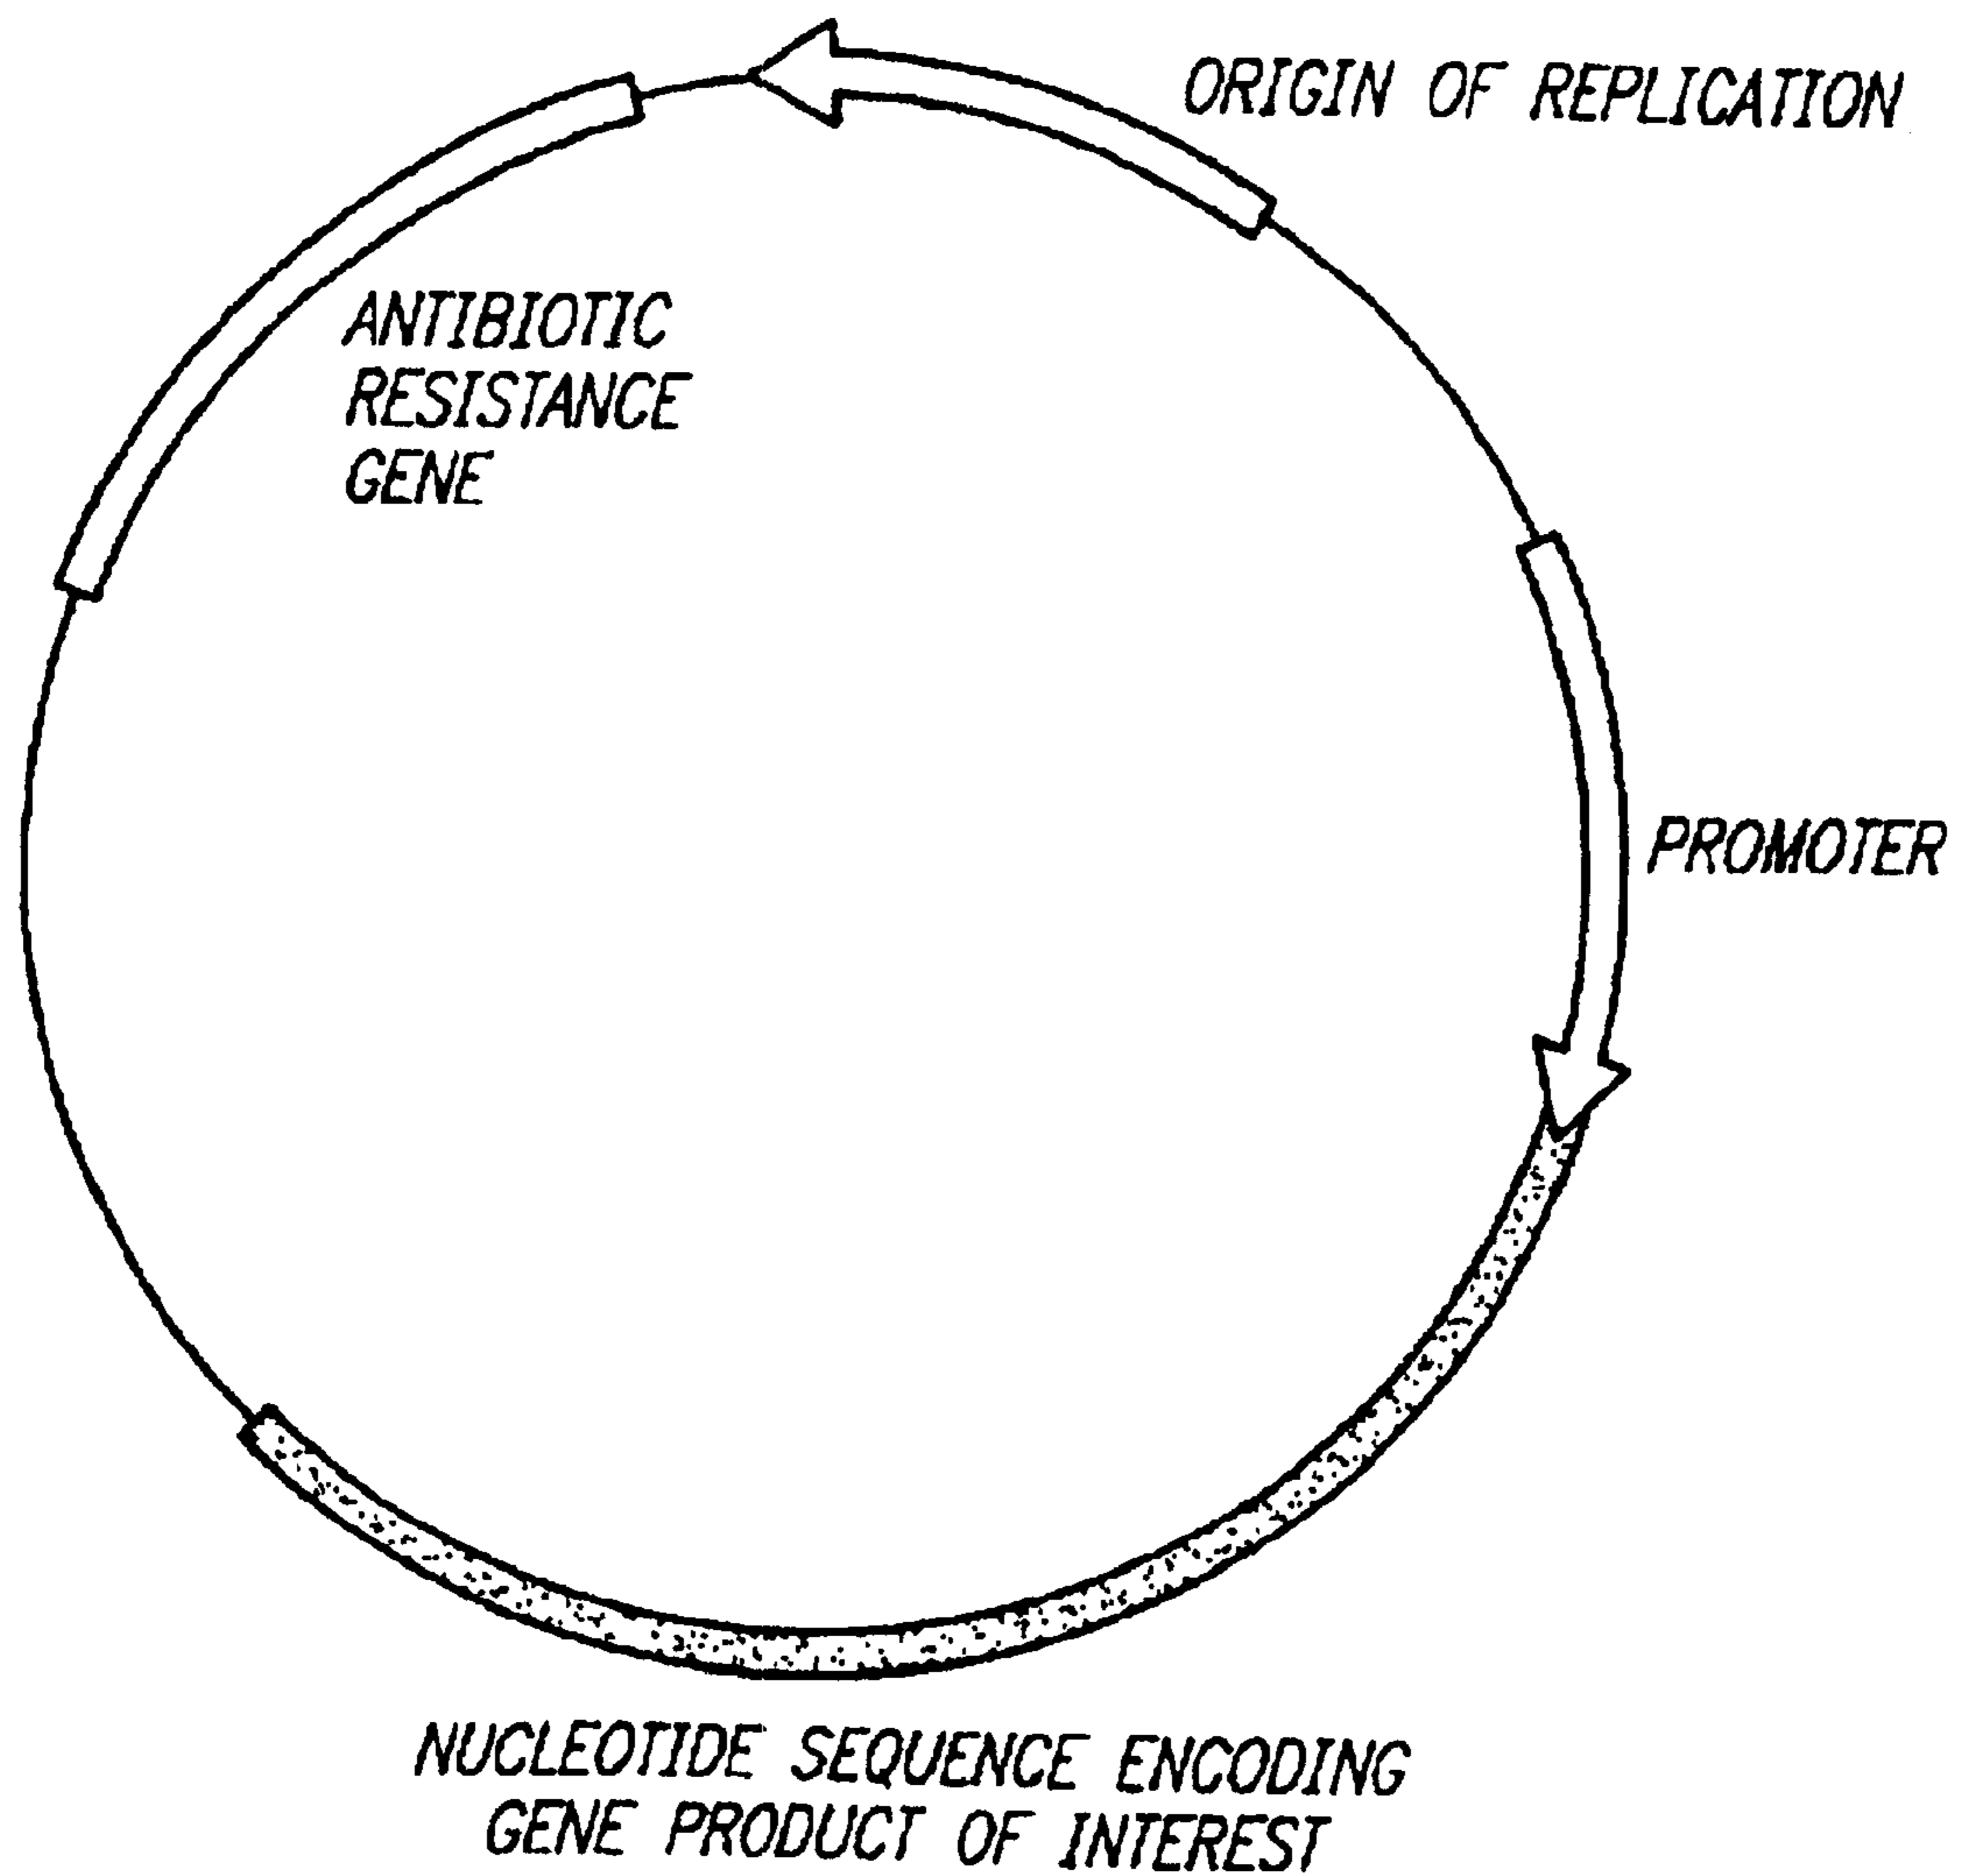 ORIGIN OF REPLICATION
ANTIBIOTIC
RESISTANCE
GENE
PROMOTER
NUCLEOTIDE SEQUENCE ENCODING
GENE PRODUCT OF INTEREST